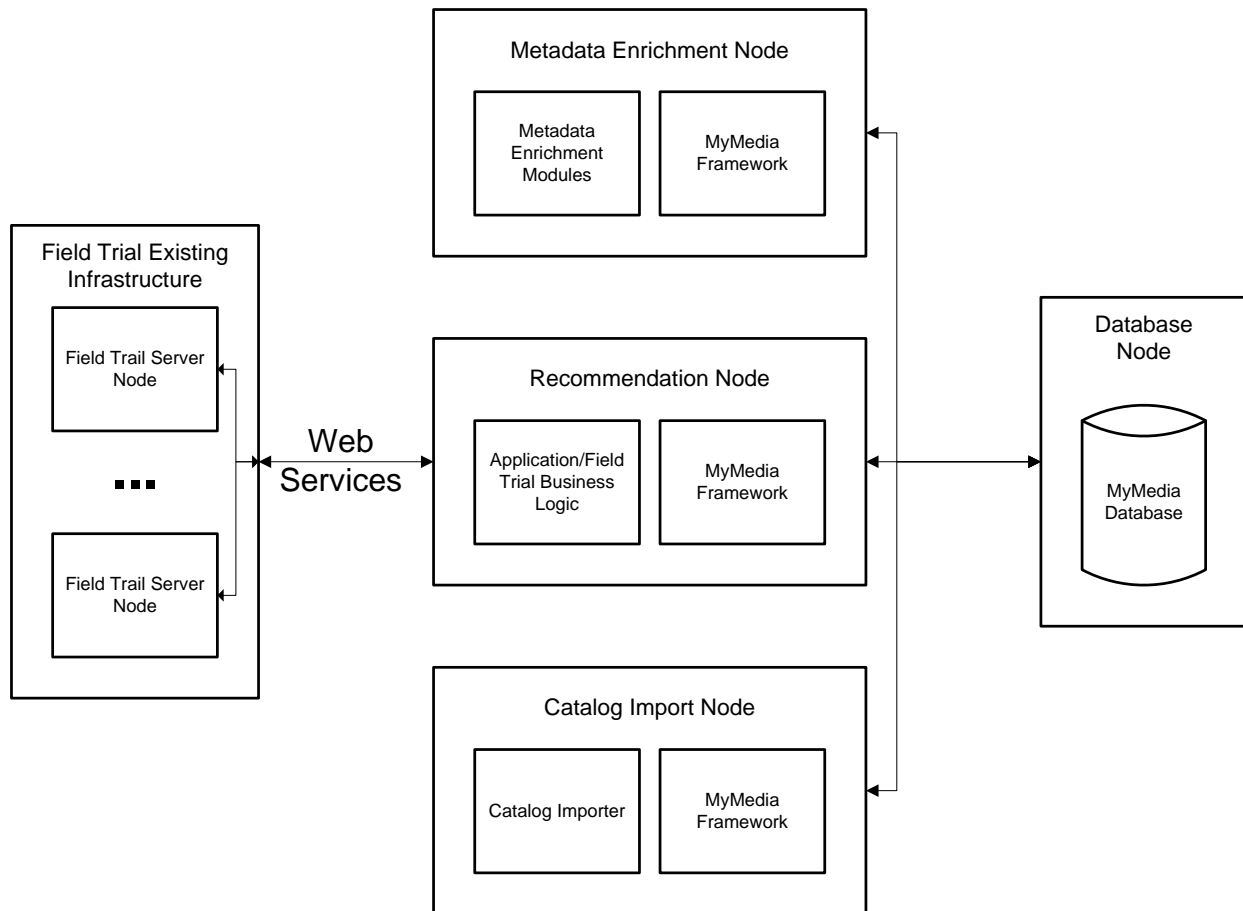 Metadata Enrichment Node
Metadata
Enrichment
Modules
MyMedia
Framework
Field Trial Existing
Infrastructure
Field Trail Server
Node
Field Trail Server
Node
Web
Services
Recommendation Node
Application/Field
Trial Business
Logic
MyMedia
Framework
Database
Node
MyMedia
Database
Catalog Import Node
Catalog Importer
MyMedia
Framework